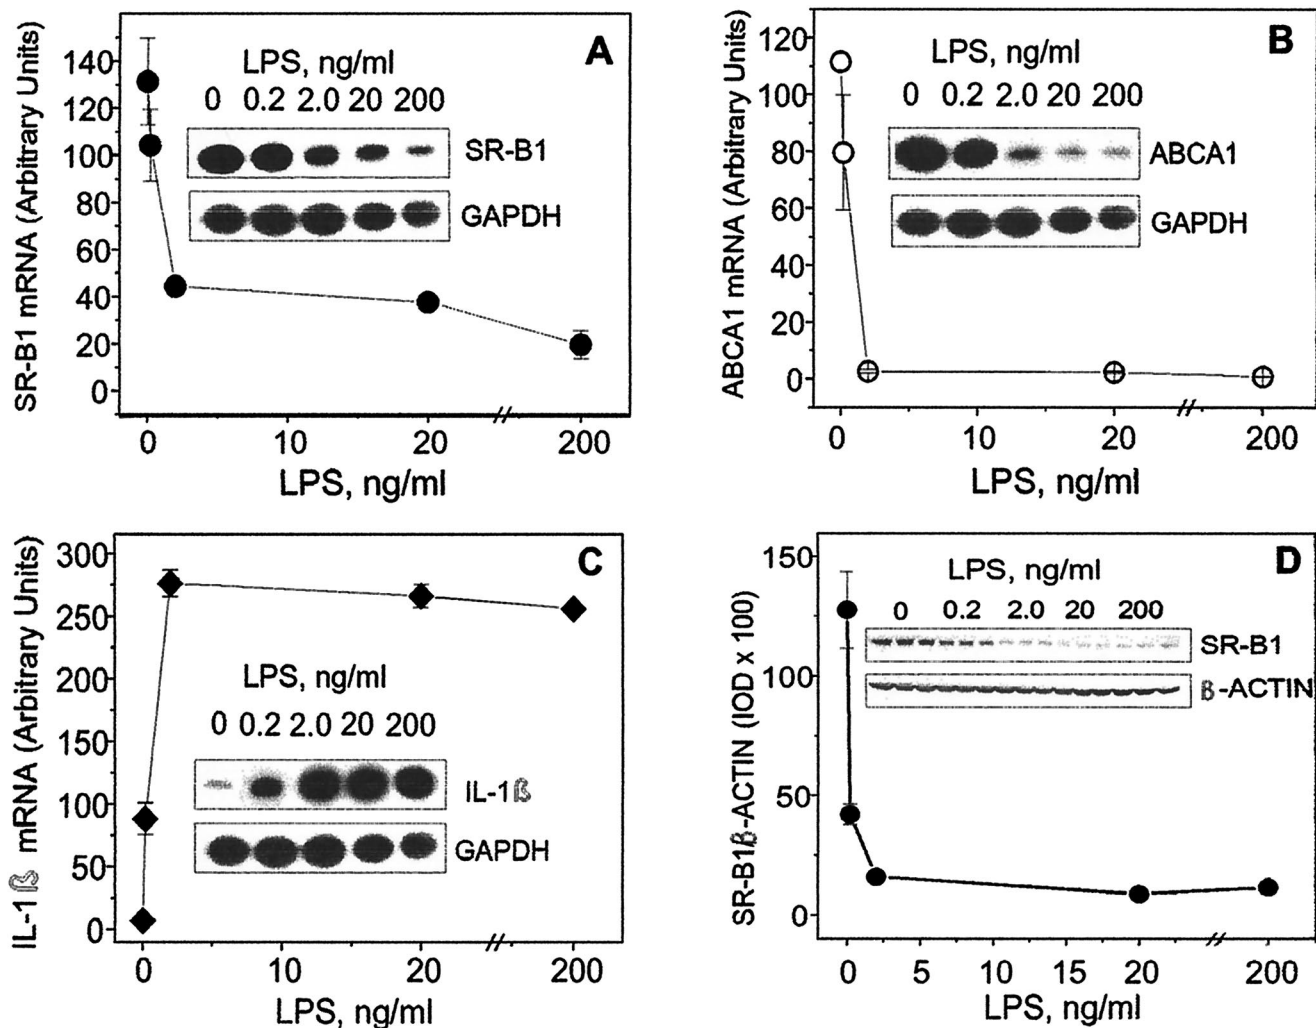 A
SR-B1 mRNA (Arbitrary Units)
140
120
100
80
60
40
20
0
LPS, ng/ml
0 0.2 2.0 20 200
SR-B1
GAPDH
0 10 20 200
LPS, ng/ml
B
ABCA1 mRNA (Arbitrary Units)
120
100
80
60
40
20
0
LPS, ng/ml
0 0.2 2.0 20 200
ABCA1
GAPDH
0 10 20 200
LPS, ng/ml
C
IL-1ß mRNA (Arbitrary Units)
300
250
200
150
100
50
0
LPS, ng/ml
0 0.2 2.0 20 200
IL-1ß
GAPDH
0 10 20 200
LPS, ng/ml
D
SR-B1/ß-ACTIN (IOD x 100)
150
100
50
0
LPS, ng/ml
0 0.2 2.0 20 200
SR-B1
ß-ACTIN
0 5 10 15 20 200
LPS, ng/ml